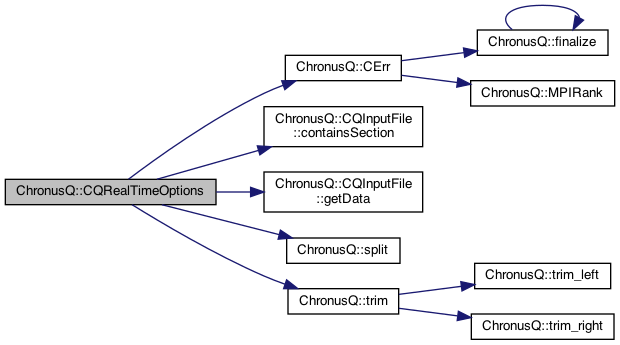 ChronusQ::CQRealTimeOptions
ChronusQ::CErr
ChronusQ::finalize
ChronusQ::MPIRank
ChronusQ::CQInputFile
::containsSection
ChronusQ::CQInputFile
::getData
ChronusQ::split
ChronusQ::trim
ChronusQ::trim_left
ChronusQ::trim_right